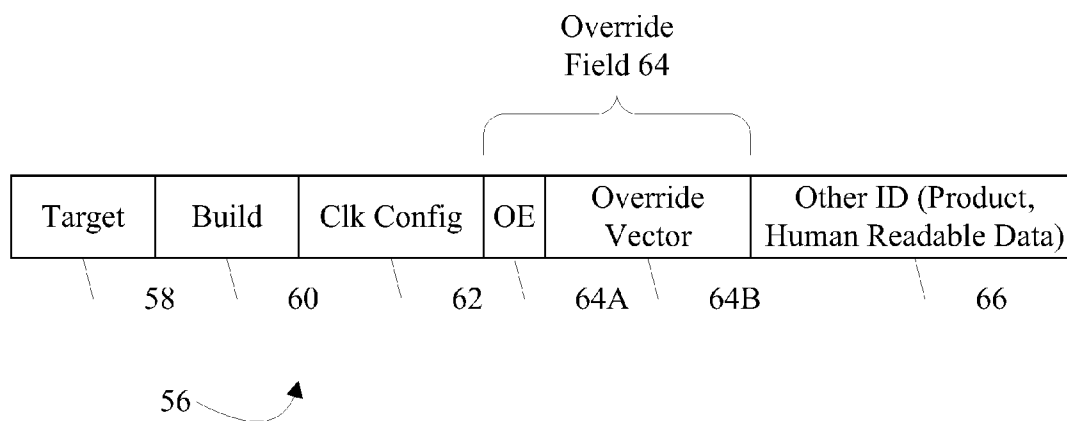 Override
Field 64
Target
Build
Clk Config
OE
Override
Vector
Other ID (Product,
Human Readable Data)
58
60
62
64A
64B
66
56